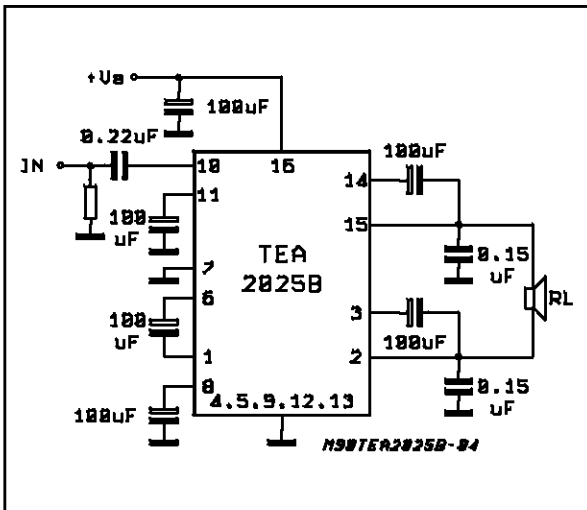 +Vs
100uF
0.22uF
IN
10
16
11
14
100uF
15
100
uF
TEA
2025B
7
0.15
uF
6
3
RL
100
uF
100uF
1
2
8
4.5.9.12.13
100uF
0.15
uF
M90TEA2025B-04